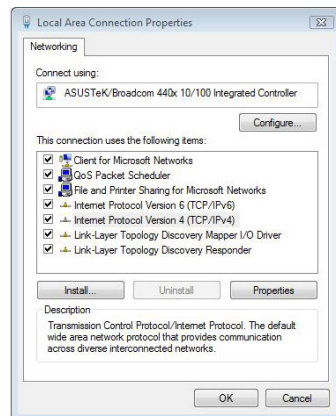 Local Area Connection Properties
Networking
Connect using:
ASUSTeK/Broadcom 440x 10/100 Integrated Controller
Configure...
This connection uses the following items:
Client for Microsoft Networks
QoS Packet Scheduler
File and Printer Sharing for Microsoft Networks
Internet Protocol Version 6 (TCP/IPv6)
Internet Protocol Version 4 (TCP/IPv4)
Link-Layer Topology Discovery Mapper I/O Driver
Link-Layer Topology Discovery Responder
Install...
Uninstall
Properties
Description
Transmission Control Protocol/Internet Protocol. The default
wide area network protocol that provides communication
across diverse interconnected networks.
OK
Cancel